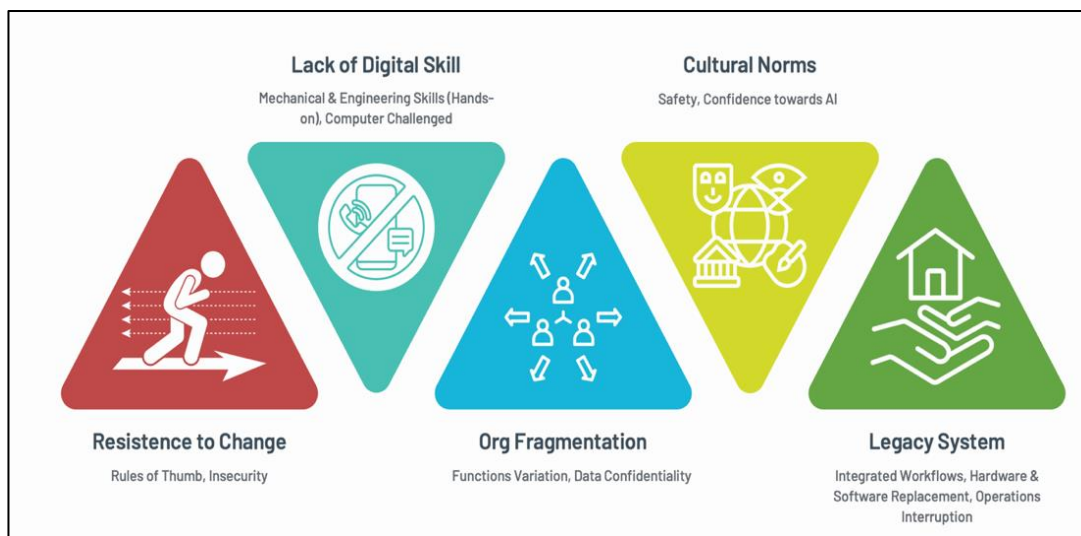 Lack of Digital Skill
Mechanical & Engineering Skills (Hands-
on), Computer Challenged
Cultural Norms
Safety, Confidence towards AI
Resistence to Change
Rules of Thumb, Insecurity
Org Fragmentation
Functions Variation, Data Confidentiality
Legacy System
Integrated Workflows, Hardware &
Software Replacement, Operations
Interruption